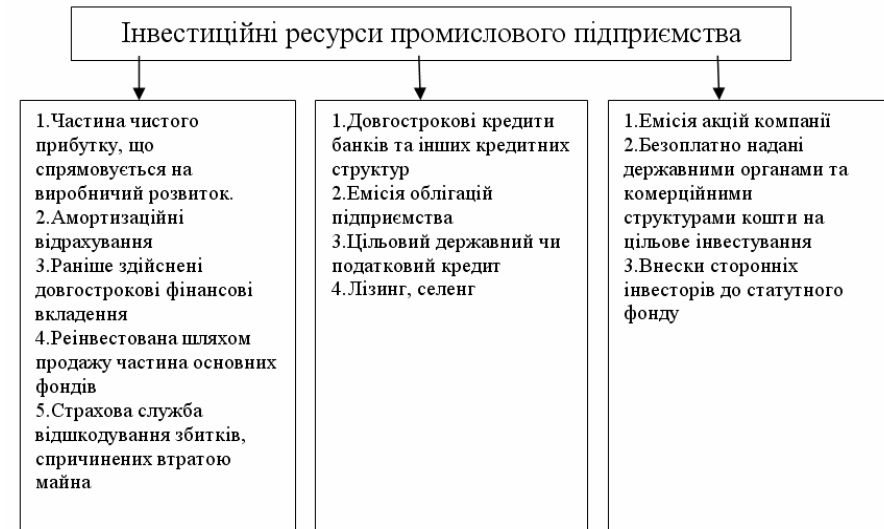 Інвестиційні ресурси промислового підприємства
1.Частина чистого
прибутку, що
спрямовується на
виробничий розвиток.
2.Амортизаційні
відрахування
3.Раніше здійснені
довгострокові фінансові
вкладення
4.Реінвестована шляхом
продажу частина основних
фондів
5.Страхова служба
відшкодування збитків,
спричинених втратою
майна
1.Довгострокові кредити
банків та інших кредитних
структур
2.Емісія облігацій
підприємства
3.Цільовий державний чи
податковий кредит
4.Лізинг, селенг
1.Емісія акцій компанії
2.Безоплатно надані
державними органами та
комерційними
структурами кошти на
цільове інвестування
3.Внески сторонніх
інвесторів до статутного
фонду